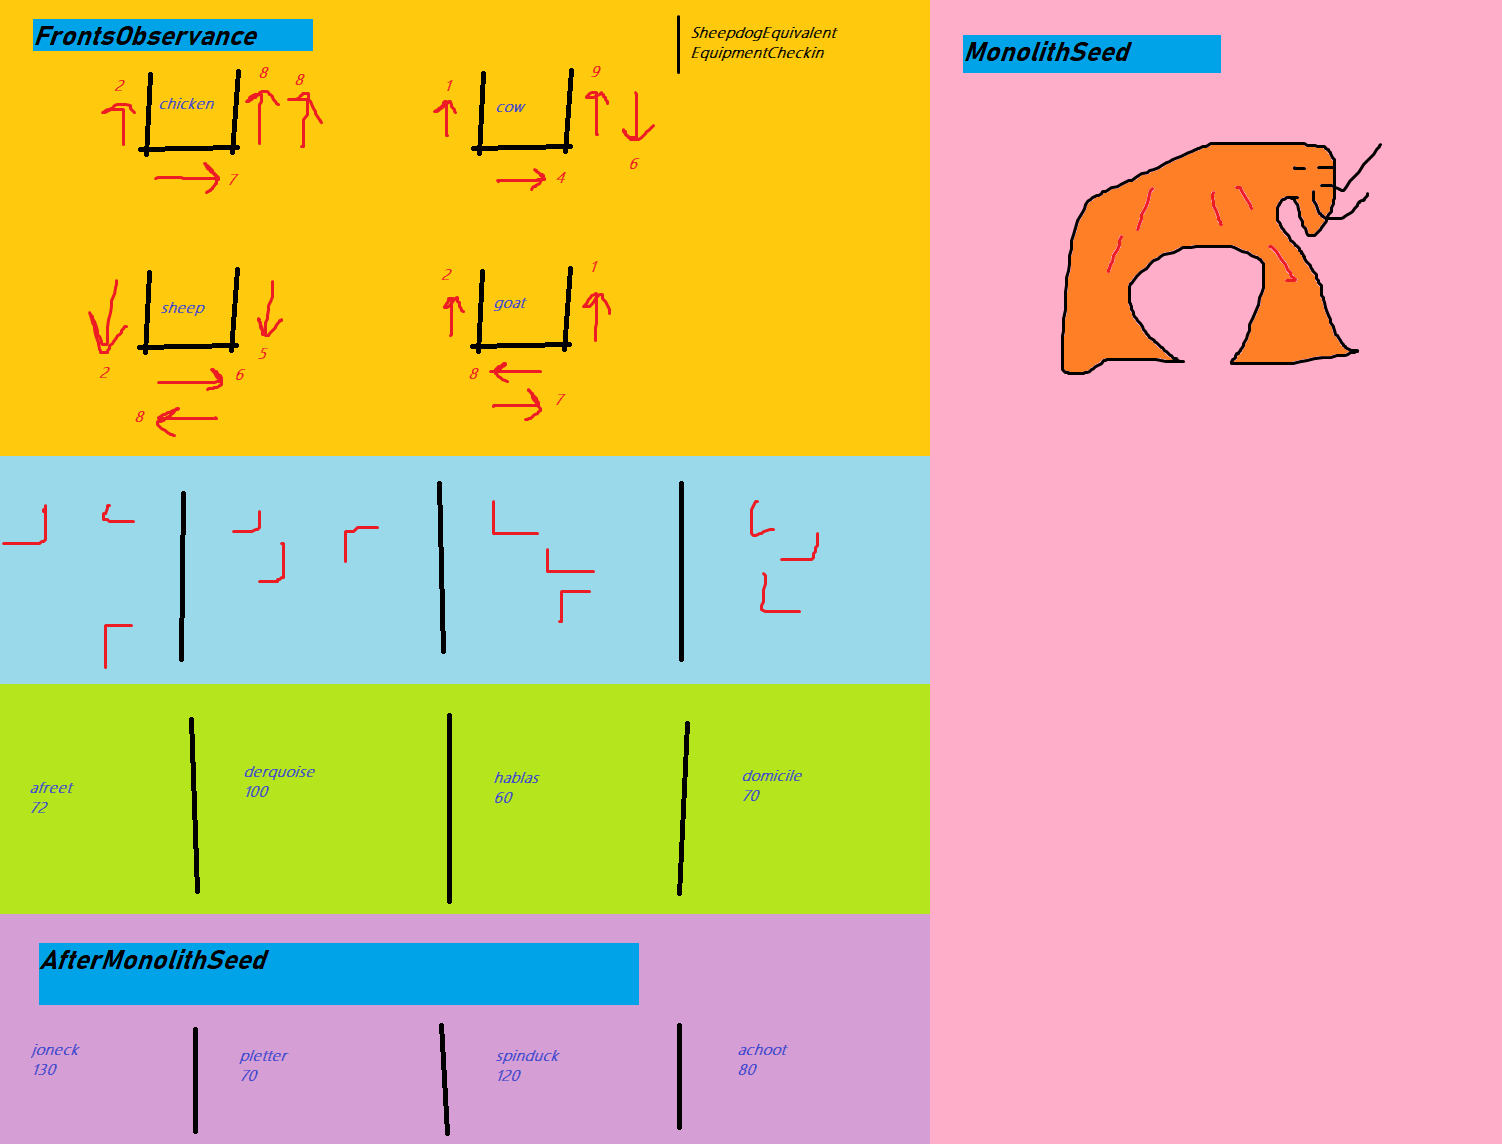 FrontsObservance
SheepdogEquivalent
EquipmentCheckin
MonolithSeed
2 chicken 8 8
7
1 cow 9
4 6
sheep
2 5
6
8
2 goat 1
8
7
afreet
72
derquoise
100
hablas
60
domicile
70
AfterMonolithSeed
joneck
130
pletter
70
spinduck
120
achoot
80